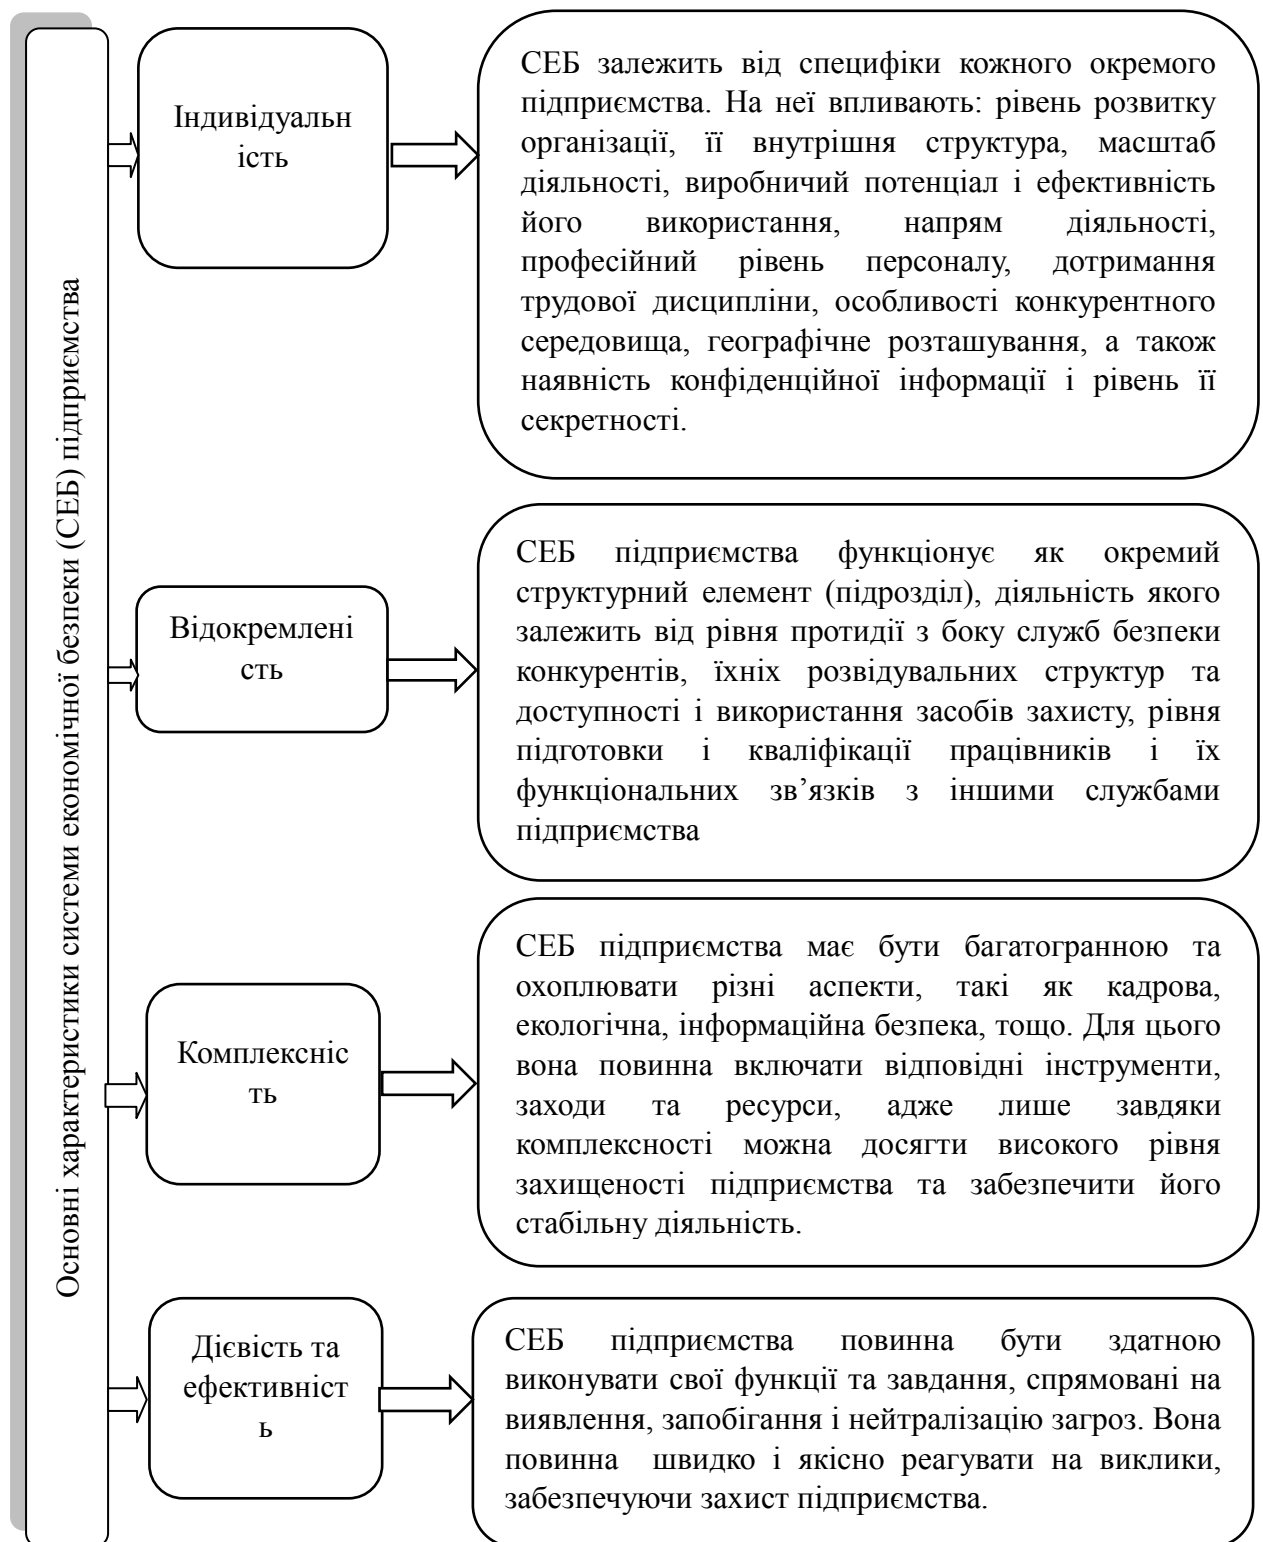 Основні характеристики системи економічної безпеки (СЕБ) підприємства
Індивідуальн
ість
СЕБ залежить від специфіки кожного окремого
підприємства. На неї впливають: рівень розвитку
організації, її внутрішня структура, масштаб
діяльності, виробничий потенціал і ефективність
його використання, напрям діяльності,
професійний рівень персоналу, дотримання
трудової дисципліни, особливості конкурентного
середовища, географічне розташування, а також
наявність конфіденційної інформації і рівень її
секретності.
Відокремлені
сть
СЕБ підприємства функціонує як окремий
структурний елемент (підрозділ), діяльність якого
залежить від рівня протидії з боку служб безпеки
конкурентів, їхніх розвідувальних структур та
доступності і використання засобів захисту, рівня
підготовки і кваліфікації працівників і їх
функціональних зв’язків з іншими службами
підприємства
Комплексніс
ть
СЕБ підприємства має бути багатогранною та
охоплювати різні аспекти, такі як кадрова,
екологічна, інформаційна безпека, тощо. Для цього
вона повинна включати відповідні інструменти,
заходи та ресурси, адже лише завдяки
комплексності можна досягти високого рівня
захищеності підприємства та забезпечити його
стабільну діяльність.
Дієвість та
ефективніст
ь
СЕБ підприємства повинна бути здатною
виконувати свої функції та завдання, спрямовані на
виявлення, запобігання і нейтралізацію загроз. Вона
повинна швидко і якісно реагувати на виклики,
забезпечуючи захист підприємства.